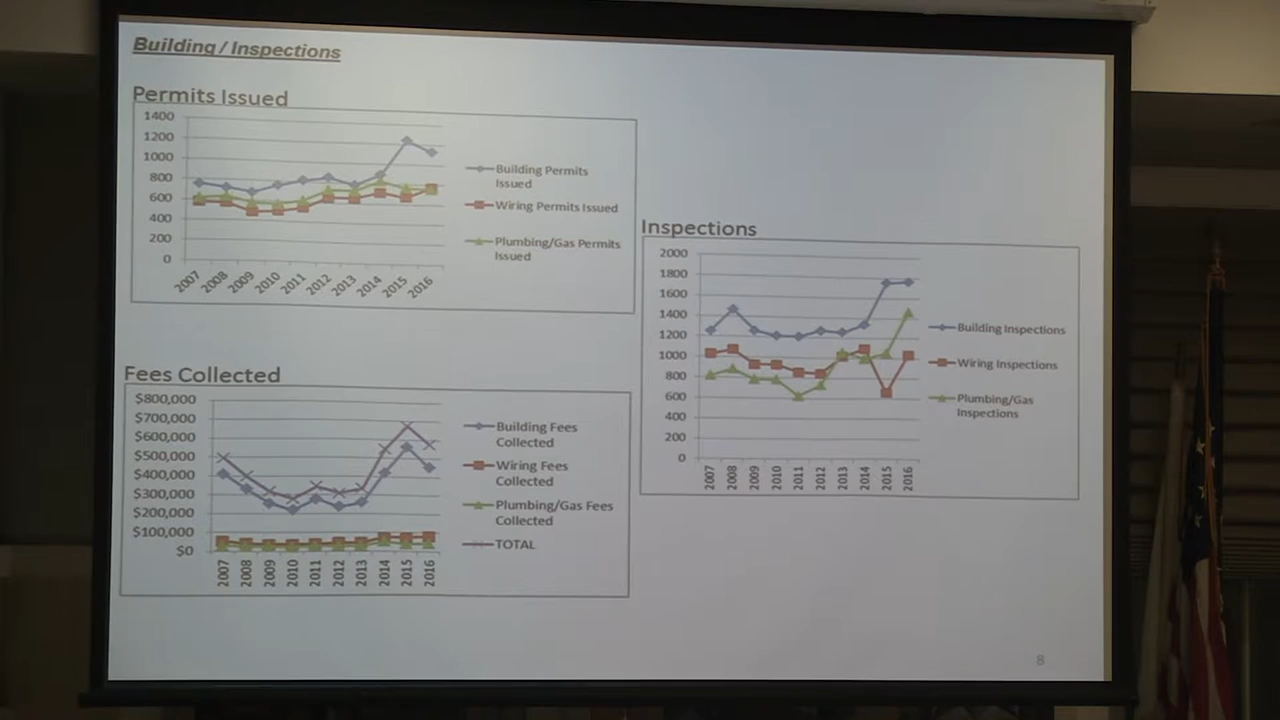 Building / Inspections
Permits Issued
1400
1200
1000
800
600
400
200
0
2007
2008
2009
2010
2011
2012
2013
2014
2015
2016
Building Permits
Issued
Wiring Permits Issued
Plumbing/Gas Permits
Issued
Inspections
2000
1800
1600
1400
1200
1000
800
600
400
200
0
2007
2008
2009
2010
2011
2012
2013
2014
2015
2016
Building Inspections
Wiring Inspections
Plumbing/Gas
Inspections
Fees Collected
$800,000
$700,000
$600,000
$500,000
$400,000
$300,000
$200,000
$100,000
$0
2007
2008
2009
2010
2011
2012
2013
2014
2015
2016
Building Fees
Collected
Wiring Fees
Collected
Plumbing/Gas Fees
Collected
TOTAL
8